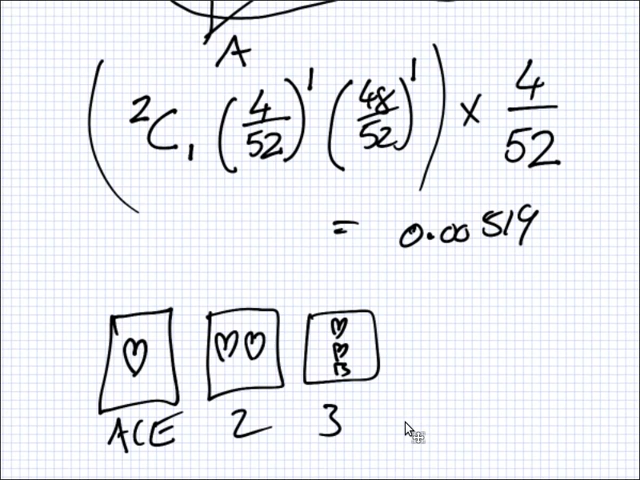 A
( ²C₁ (4/52)¹ (48/52)¹ ) × 4/52
= 0.00519
ACE 2 3